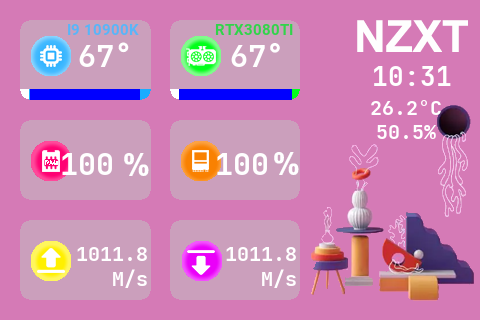 I9 10900K
67°
RTX3080TI
67°
NZXT
10:31
26.2°C
50.5%
100 %
100 %
1011.8
M/s
1011.8
M/s